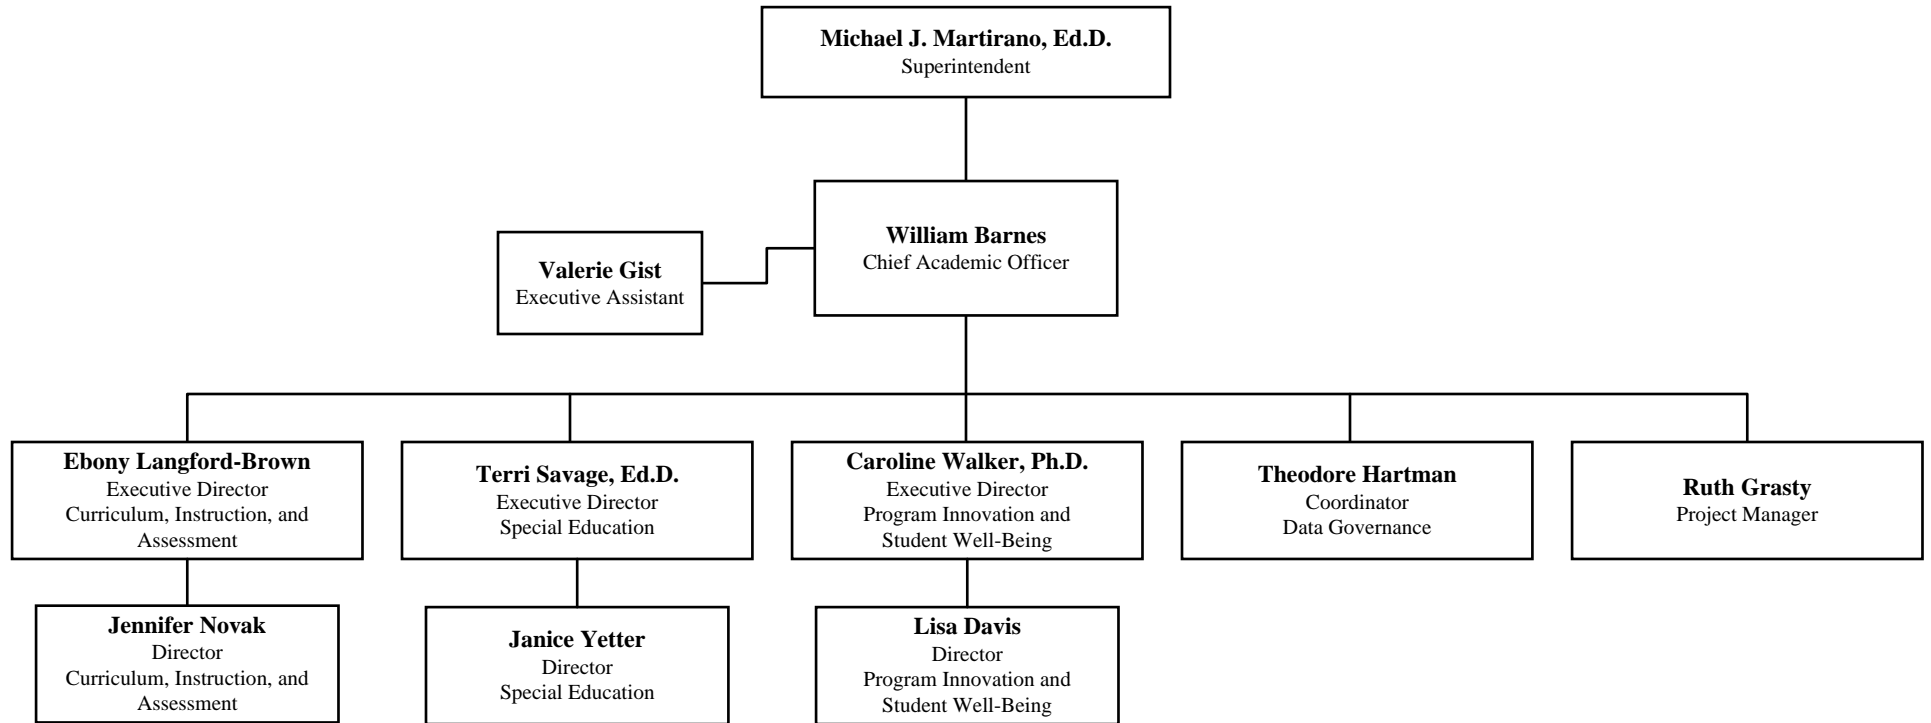 Michael J. Martirano, Ed.D.
Superintendent
William Barnes
Chief Academic Officer
Valerie Gist
Executive Assistant
Ebony Langford-Brown
Executive Director
Curriculum, Instruction, and
Assessment
Terri Savage, Ed.D.
Executive Director
Special Education
Caroline Walker, Ph.D.
Executive Director
Program Innovation and
Student Well-Being
Theodore Hartman
Coordinator
Data Governance
Ruth Grasty
Project Manager
Jennifer Novak
Director
Curriculum, Instruction, and
Assessment
Janice Yetter
Director
Special Education
Lisa Davis
Director
Program Innovation and
Student Well-Being